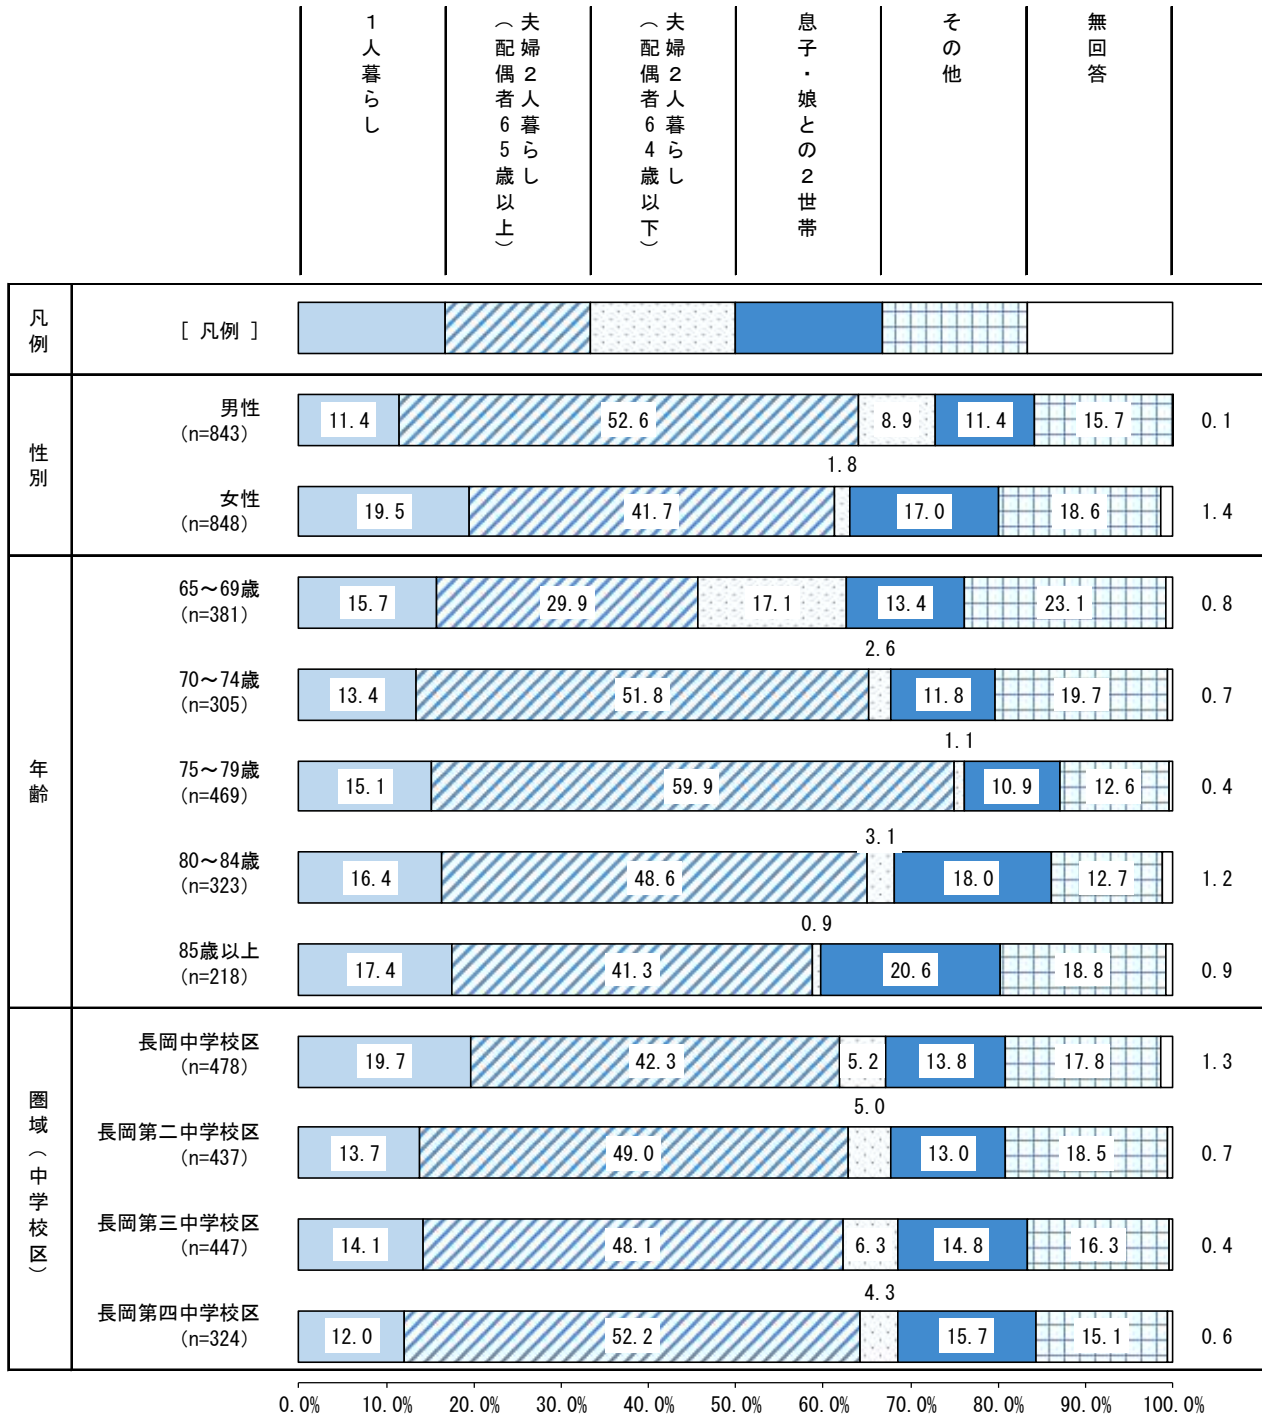 1人暮らし
夫婦2人暮らし
（配偶者65歳以上）
夫婦2人暮らし
（配偶者64歳以下）
息子・娘との2世帯
その他
無回答
凡例
[ 凡例 ]
性別
男性
(n=843)
11.4
52.6
8.9
11.4
15.7
0.1
女性
(n=848)
19.5
41.7
1.8
17.0
18.6
1.4
年齢
65～69歳
(n=381)
15.7
29.9
17.1
13.4
23.1
0.8
70～74歳
(n=305)
13.4
51.8
2.6
11.8
19.7
0.7
75～79歳
(n=469)
15.1
59.9
1.1
10.9
12.6
0.4
80～84歳
(n=323)
16.4
48.6
3.1
18.0
12.7
1.2
85歳以上
(n=218)
17.4
41.3
0.9
20.6
18.8
0.9
圏域（中学校区）
長岡中学校区
(n=478)
19.7
42.3
5.2
13.8
17.8
1.3
長岡第二中学校区
(n=437)
13.7
49.0
5.0
13.0
18.5
0.7
長岡第三中学校区
(n=447)
14.1
48.1
6.3
14.8
16.3
0.4
長岡第四中学校区
(n=324)
12.0
52.2
4.3
15.7
15.1
0.6
0.0% 10.0% 20.0% 30.0% 40.0% 50.0% 60.0% 70.0% 80.0% 90.0% 100.0%